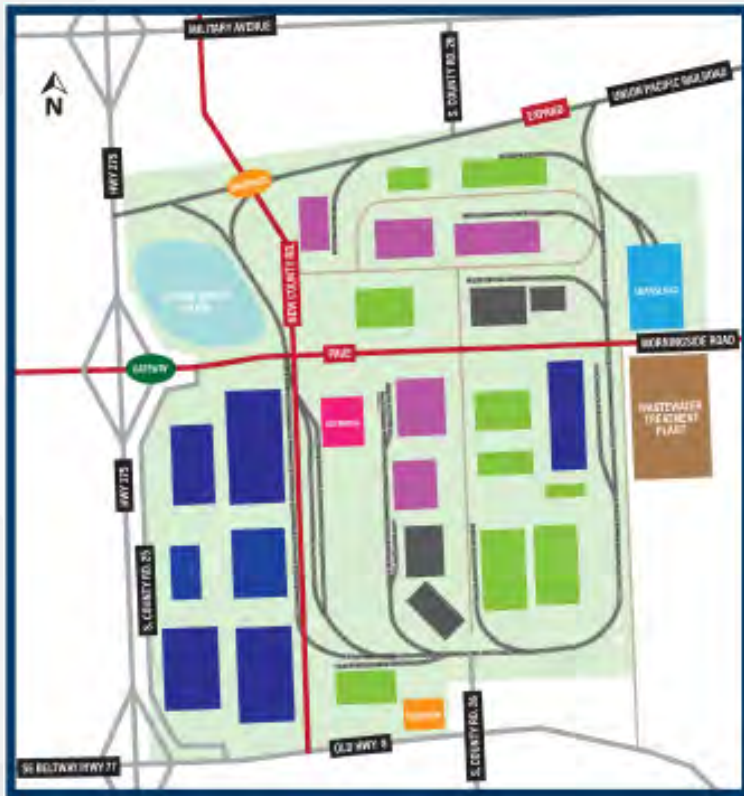 MILITARY AVENUE
S. COUNTY RD. 26
UNION PACIFIC RAILROAD
EXPAND
N
HWY 275
NEW COUNTY RD.
PAVE
MORNINGSIDE ROAD
GATEWAY
WASTEWATER
TREATMENT
PLANT
HWY 275
S. COUNTY RD. 25
S. COUNTY RD. 26
OLD HWY. 8
SE BELTWAY/HWY 77